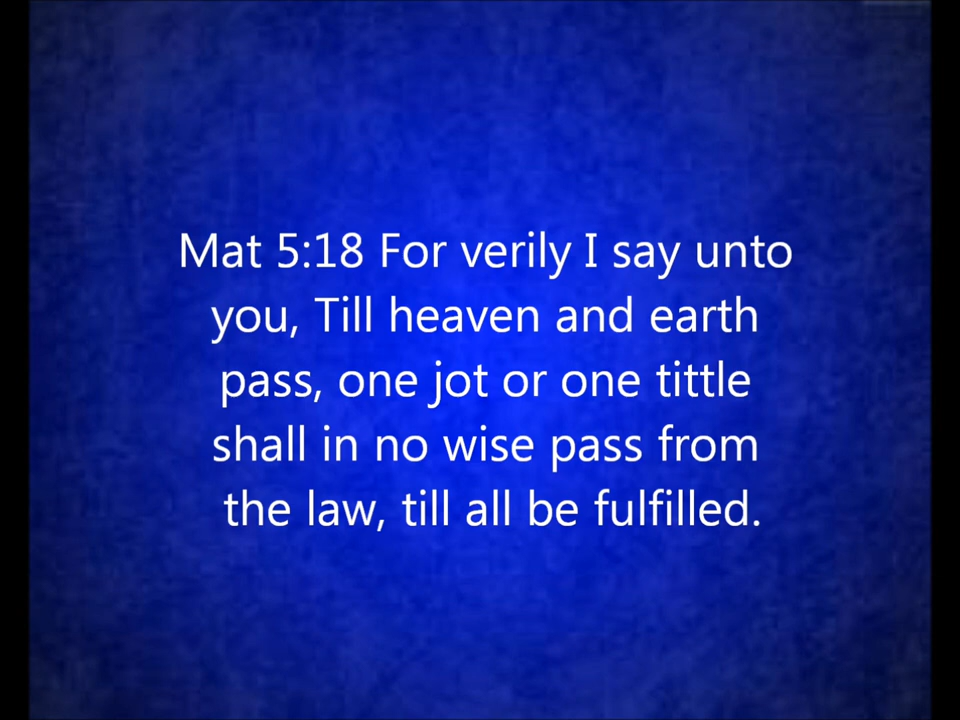 Mat 5:18 For verily I say unto
you, Till heaven and earth
pass, one jot or one tittle
shall in no wise pass from
the law, till all be fulfilled.